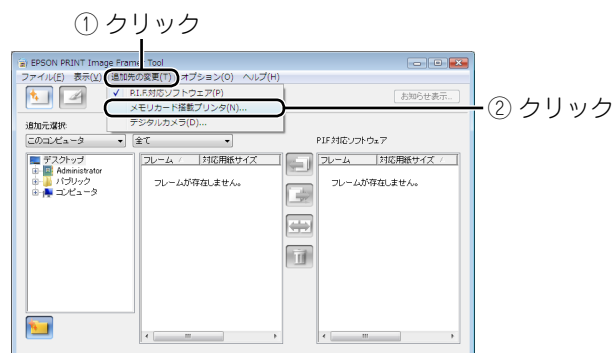 ① クリック
EPSON PRINT Image Framer Tool
ファイル(F) 表示(V) 追加先の変更(T) オプション(O) ヘルプ(H)
✓ P.I.F.対応ソフトウェア(P)
メモリカード搭載プリンタ(N)...
デジタルカメラ(D)...
② クリック
お知らせ表示...
追加元選択:
このコンピュータ 全て PIF対応ソフトウェア
デスクトップ
Administrator
パブリック
コンピュータ
フレーム 対応用紙サイズ
フレームが存在しません。
フレーム 対応用紙サイズ
フレームが存在しません。